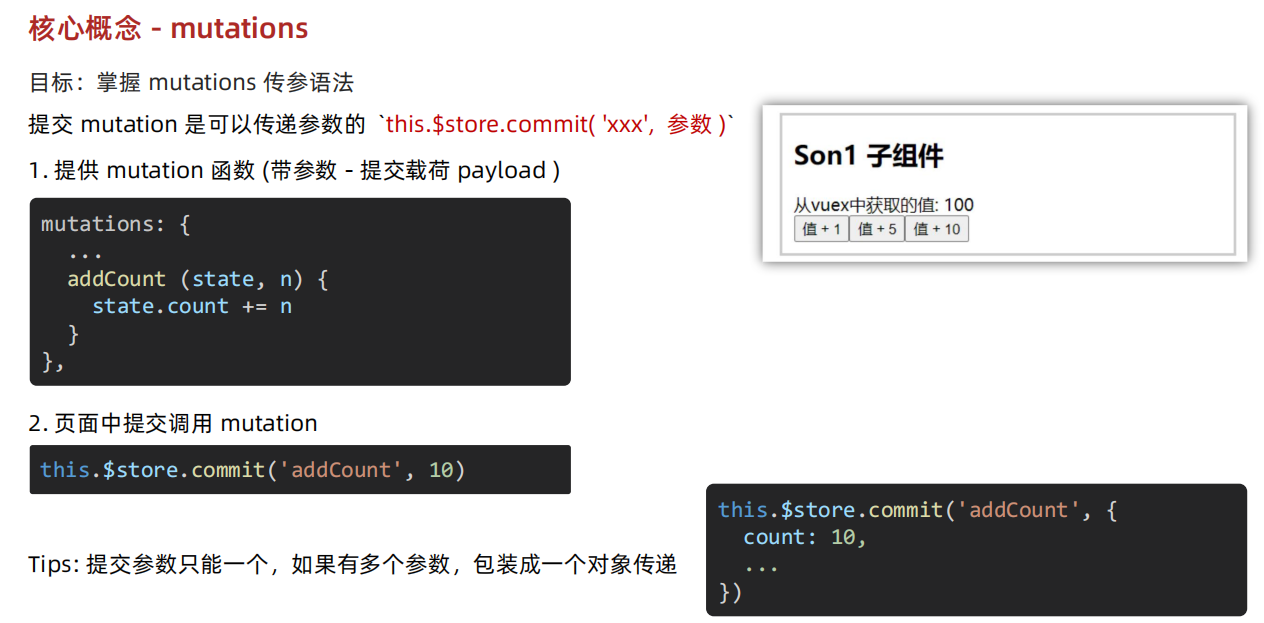 核心概念 - mutations
目标：掌握 mutations 传参语法
提交 mutation 是可以传递参数的 `this.$store.commit( 'xxx', 参数 )`
1. 提供 mutation 函数 (带参数 - 提交载荷 payload )
mutations: {
  ...
  addCount (state, n) {
    state.count += n
  }
},
Son1 子组件
从vuex中获取的值: 100
值 + 1 值 + 5 值 + 10
2. 页面中提交调用 mutation
this.$store.commit('addCount', 10)
Tips: 提交参数只能一个，如果有多个参数，包装成一个对象传递
this.$store.commit('addCount', {
  count: 10,
  ...
})